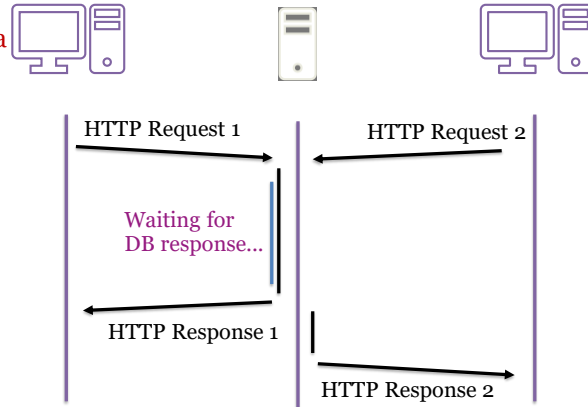 a
HTTP Request 1
HTTP Request 2
Waiting for
DB response...
HTTP Response 1
HTTP Response 2